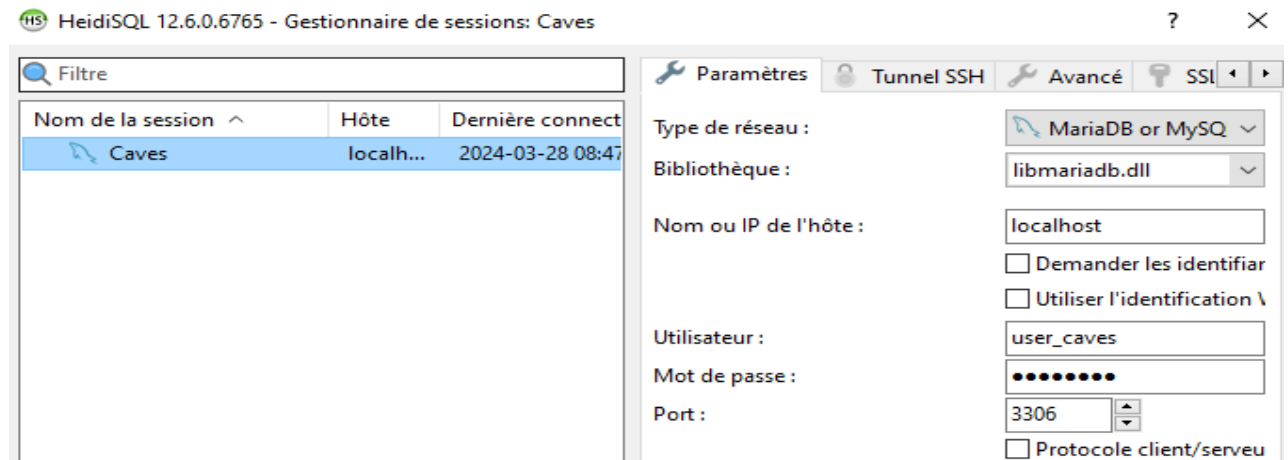 HS HeidiSQL 12.6.0.6765 - Gestionnaire de sessions: Caves ? ×
Filtre
Nom de la session Hôte Dernière connect
Caves localh... 2024-03-28 08:47
Paramètres Tunnel SSH Avancé SSL
Type de réseau : MariaDB or MySQ
Bibliothèque : libmariadb.dll
Nom ou IP de l'hôte : localhost
Demander les identifiar
Utiliser l'identification V
Utilisateur : user_caves
Mot de passe : ●●●●●●●●
Port : 3306
Protocole client/serveu